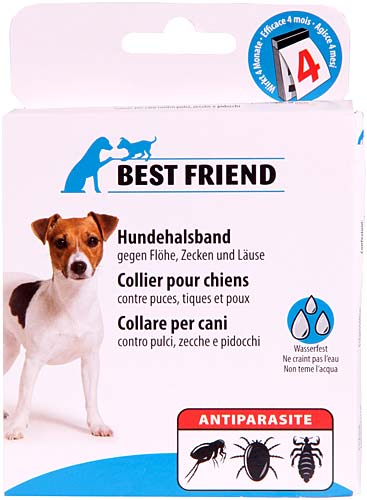 Wirkt 4 Monate · Efficace 4 mois · Agisce 4 mesi
4
BEST FRIEND
Hundehalsband
gegen Flöhe, Zecken und Läuse
Collier pour chiens
contre puces, tiques et poux
Collare per cani
contro pulci, zecche e pidocchi
Wasserfest
Ne craint pas l'eau
Non teme l'acqua
ANTIPARASITE